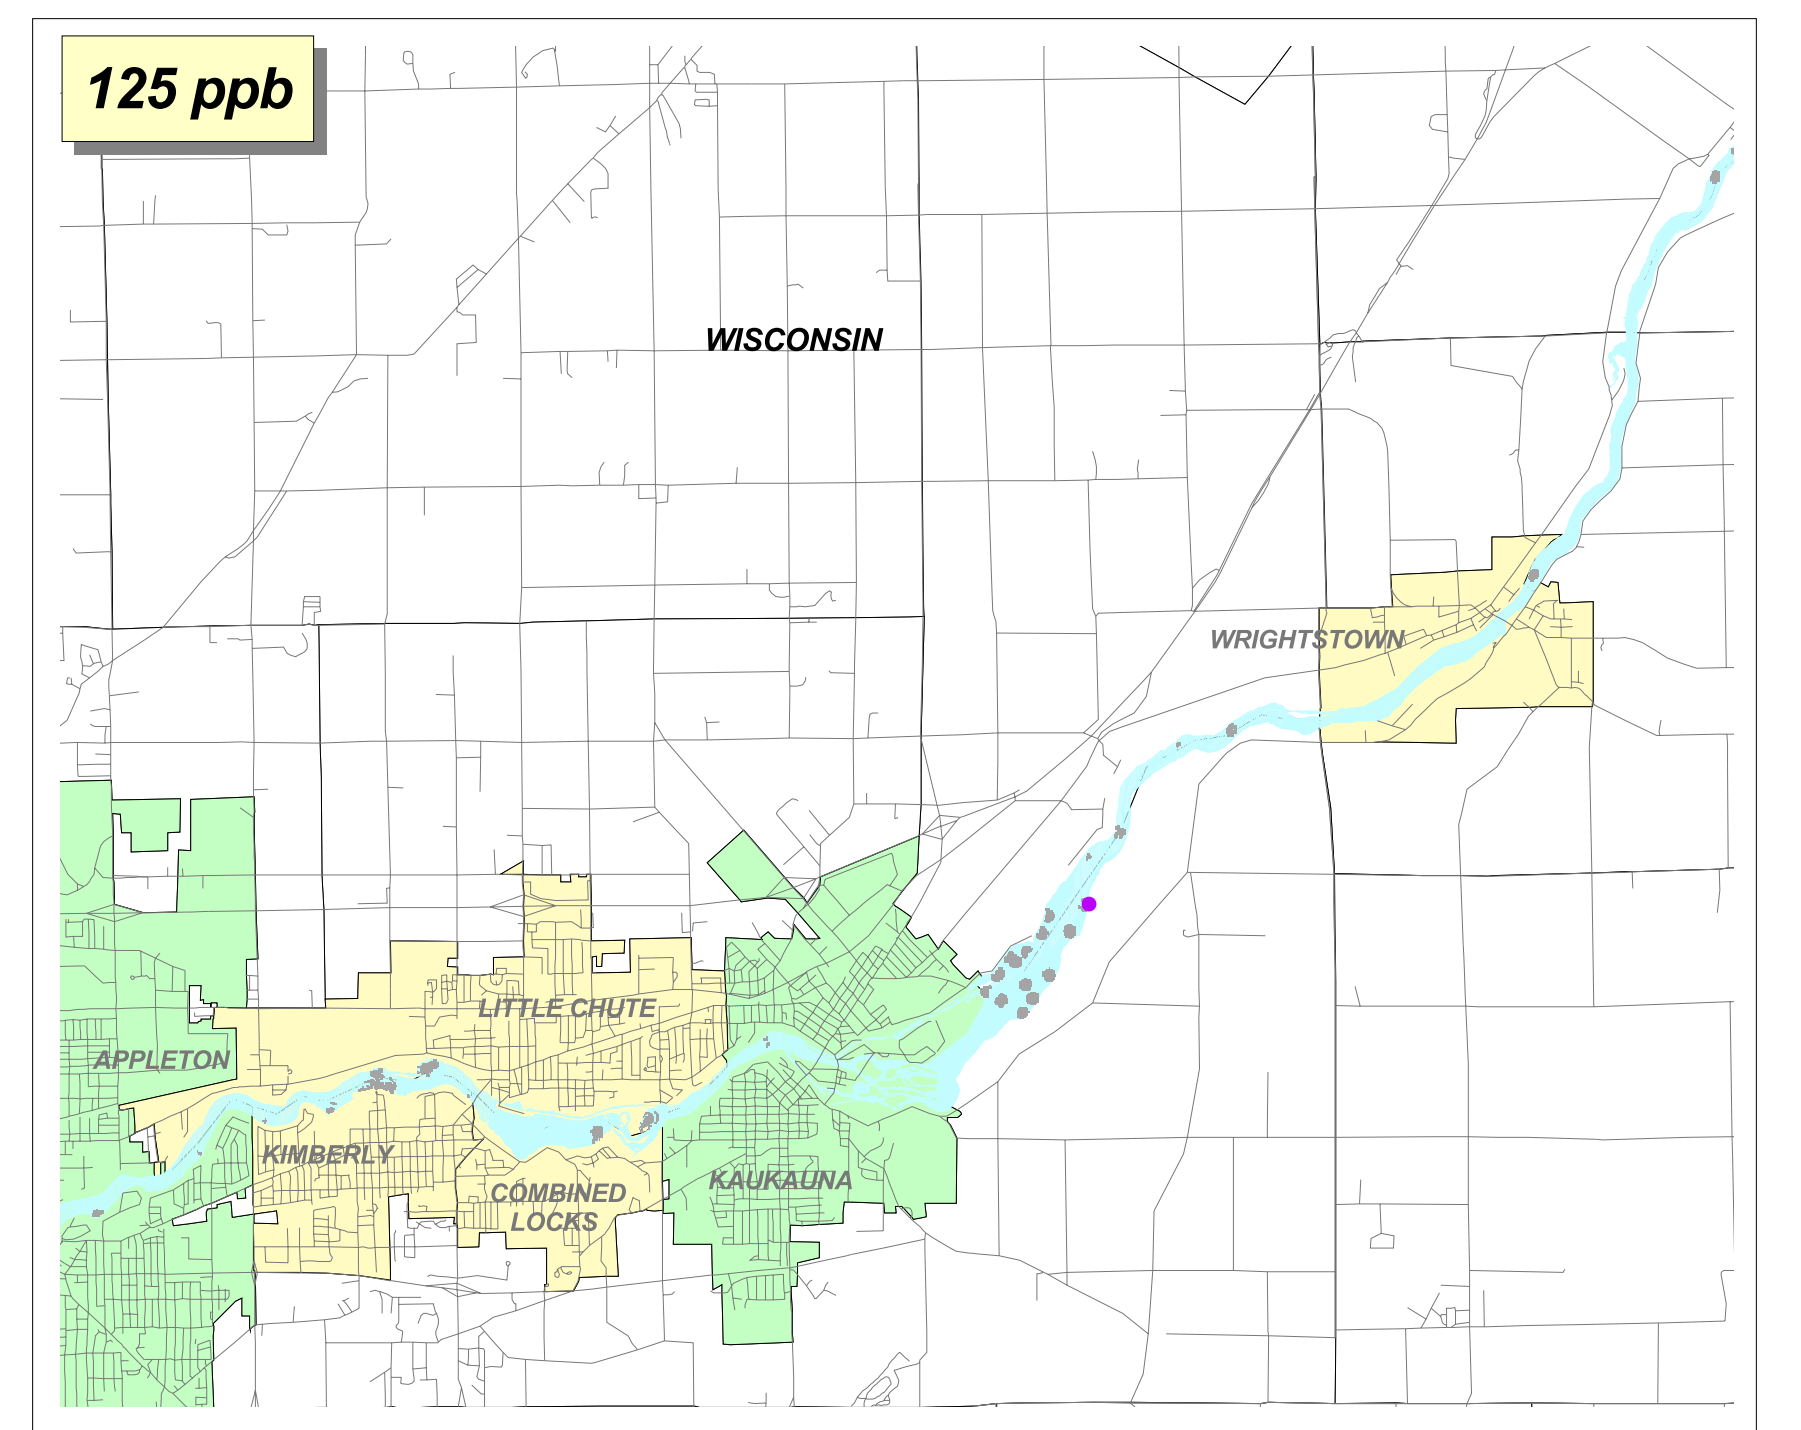 125 ppb
WISCONSIN
WRIGHTSTOWN
LITTLE CHUTE
APPLETON
KIMBERLY
COMBINED
LOCKS
KAUKAUNA